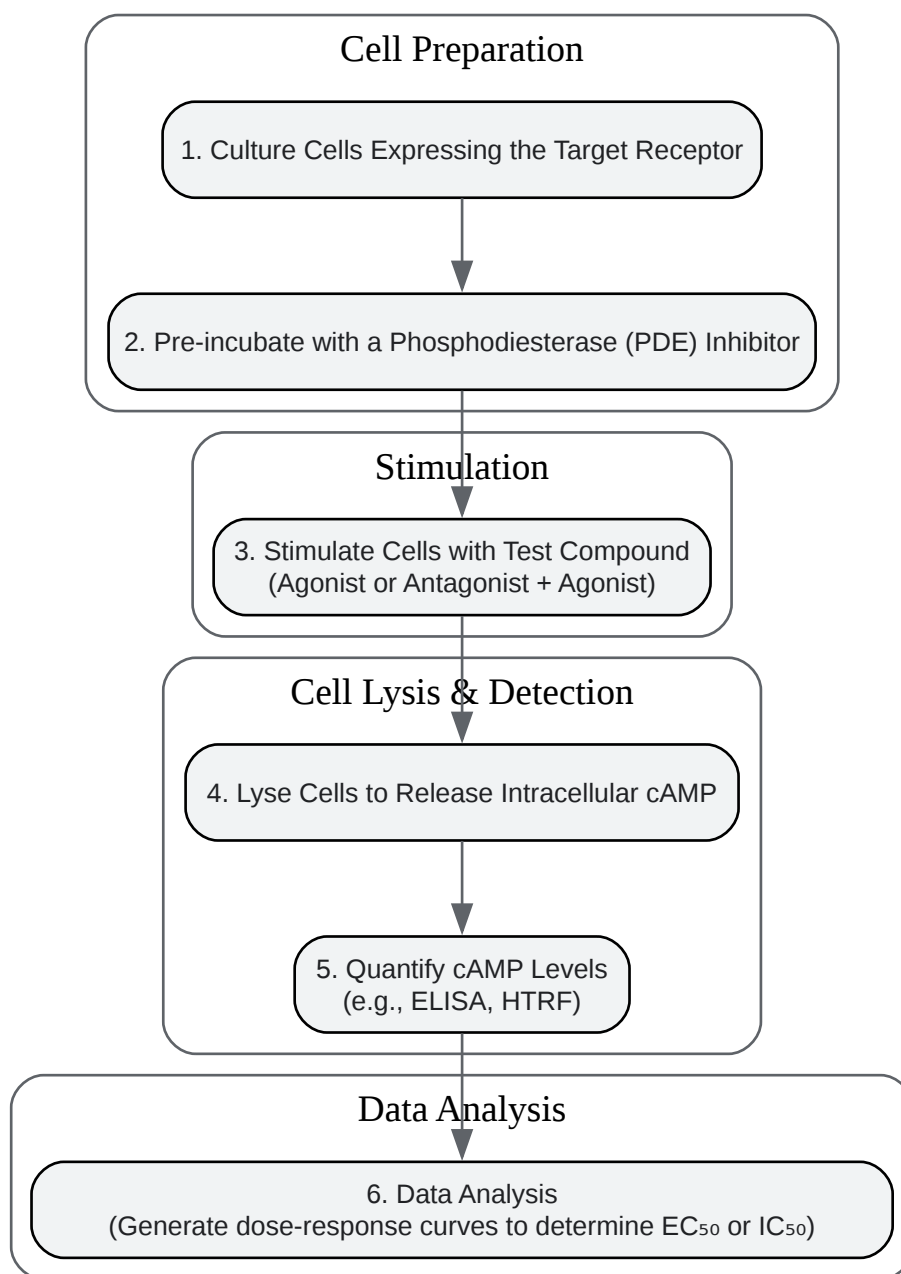 Cell Preparation
1. Culture Cells Expressing the Target Receptor
2. Pre-incubate with a Phosphodiesterase (PDE) Inhibitor
Stimulation
3. Stimulate Cells with Test Compound
(Agonist or Antagonist + Agonist)
Cell Lysis & Detection
4. Lyse Cells to Release Intracellular cAMP
5. Quantify cAMP Levels
(e.g., ELISA, HTRF)
Data Analysis
6. Data Analysis
(Generate dose-response curves to determine EC₅₀ or IC₅₀)